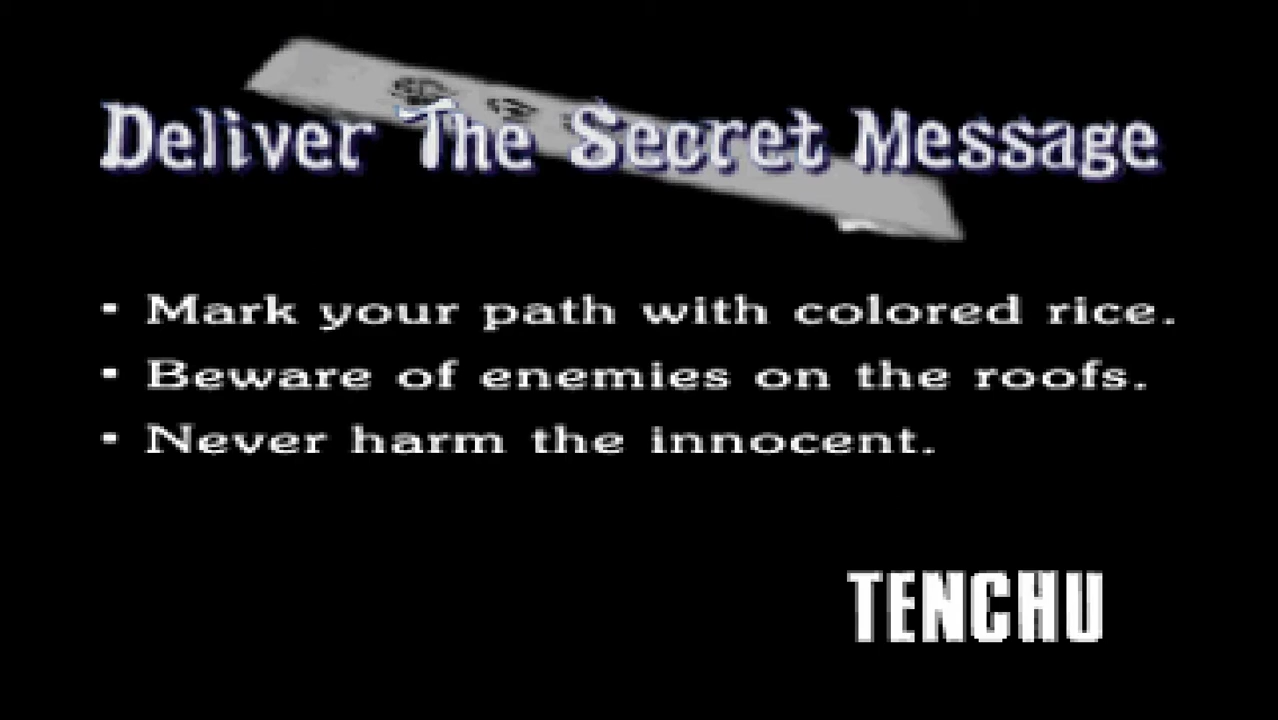 Deliver The Secret Message
• Mark your path with colored rice.
• Beware of enemies on the roofs.
• Never harm the innocent.
TENCHU